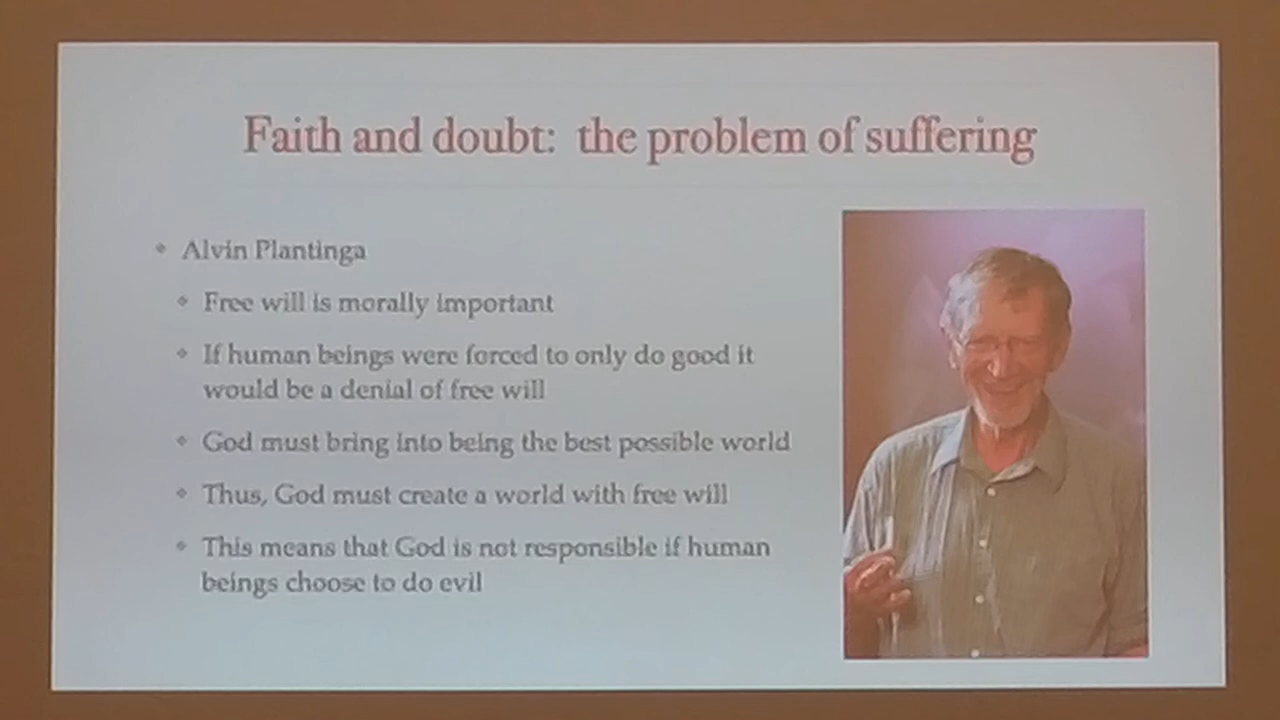 Faith and doubt: the problem of suffering
Alvin Plantinga
Free will is morally important
If human beings were forced to only do good it
would be a denial of free will
God must bring into being the best possible world
Thus, God must create a world with free will
This means that God is not responsible if human
beings choose to do evil